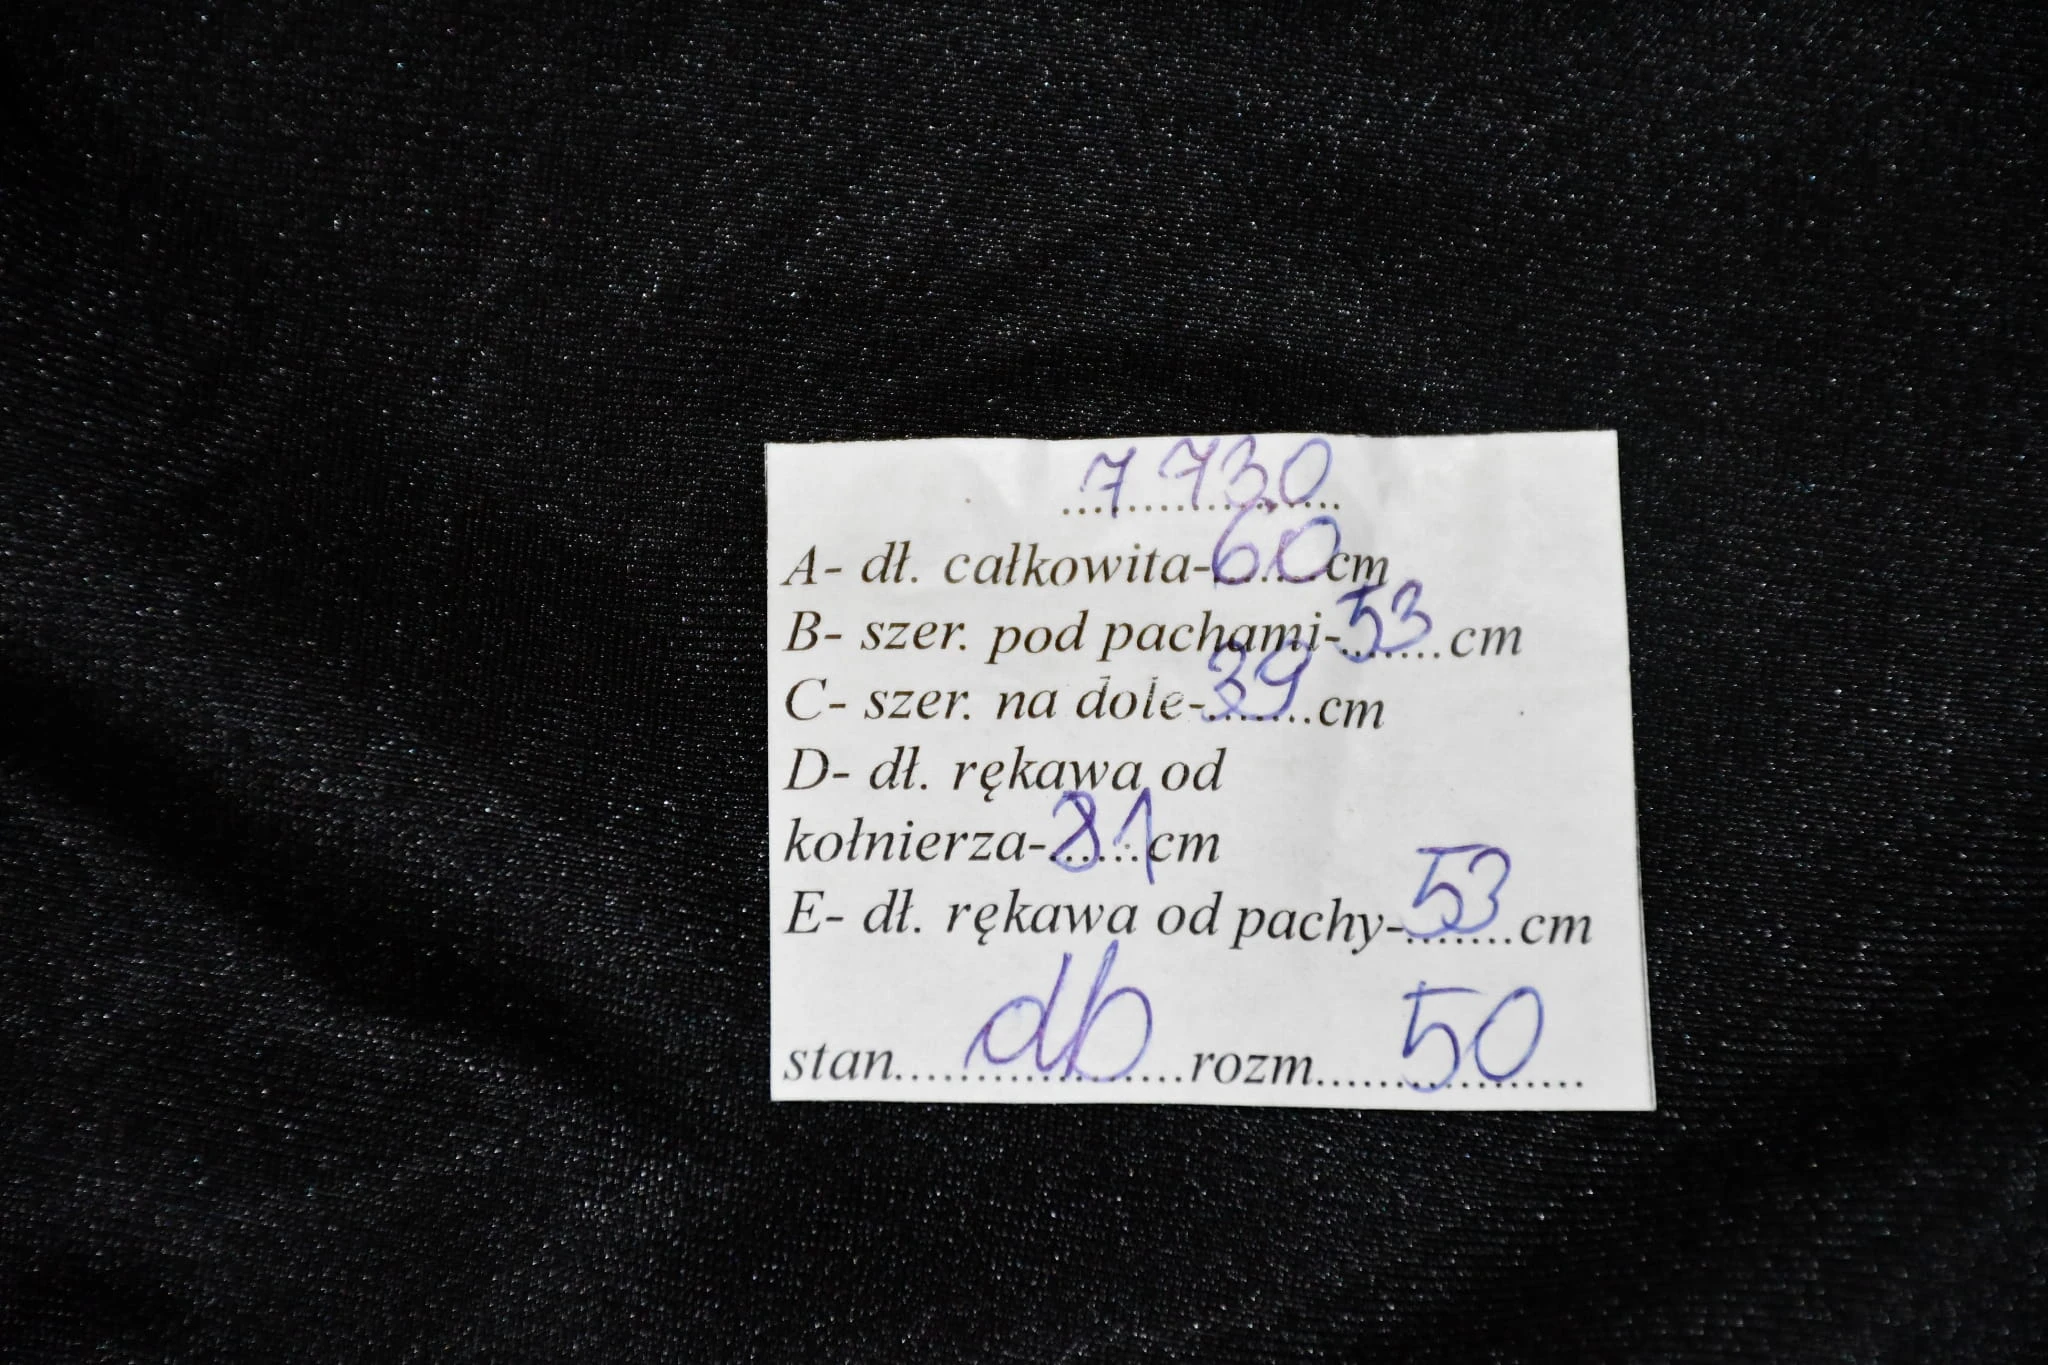 7 730
A- dł. całkowita-60cm
B- szer. pod pachami-53cm
C- szer. na dole-39cm
D- dł. rękawa od
kołnierza-81cm
E- dł. rękawa od pachy-53cm
stan db rozm 50